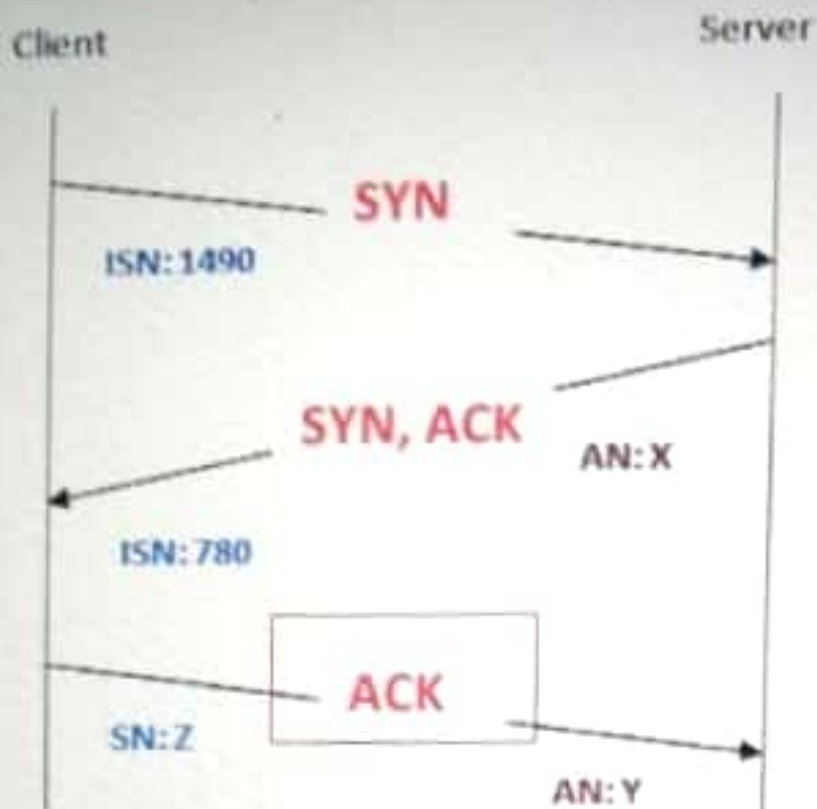 Client
Server
SYN
ISN: 1490
SYN, ACK
AN: X
ISN: 780
ACK
SN: Z
AN: Y